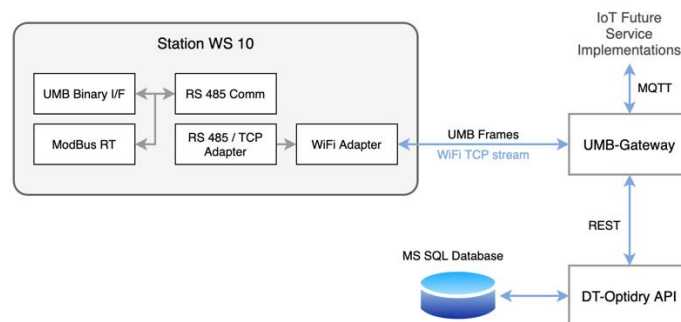 IoT Future
Service
Implementations
Station WS 10
MQTT
UMB Binary I/F
RS 485 Comm
UMB Frames
WiFi TCP stream
UMB-Gateway
ModBus RT
RS 485 / TCP
Adapter
WiFi Adapter
REST
MS SQL Database
DT-Optidry API